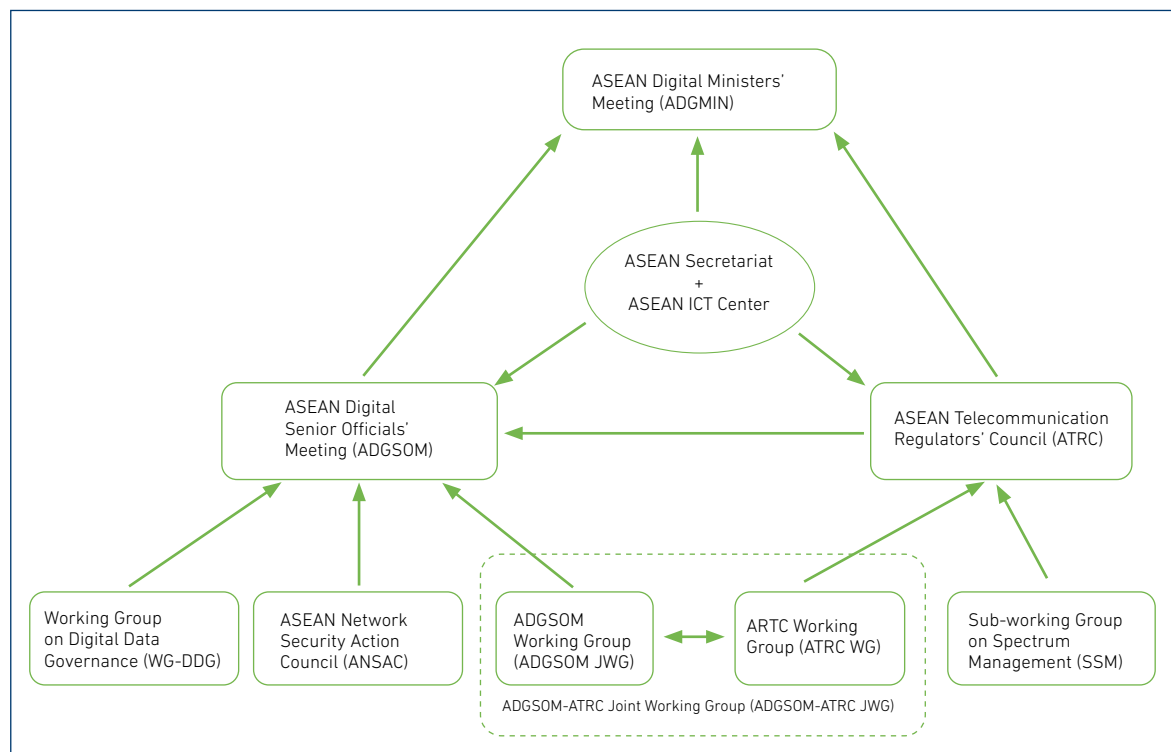 ASEAN Digital Ministers’
Meeting (ADGMIN)
ASEAN Secretariat
+
ASEAN ICT Center
ASEAN Digital
Senior Officials’
Meeting (ADGSOM)
ASEAN Telecommunication
Regulators’ Council (ATRC)
Working Group
on Digital Data
Governance (WG-DDG)
ASEAN Network
Security Action
Council (ANSAC)
ADGSOM
Working Group
(ADGSOM JWG)
ARTC Working
Group (ATRC WG)
Sub-working Group
on Spectrum
Management (SSM)
ADGSOM-ATRC Joint Working Group (ADGSOM-ATRC JWG)